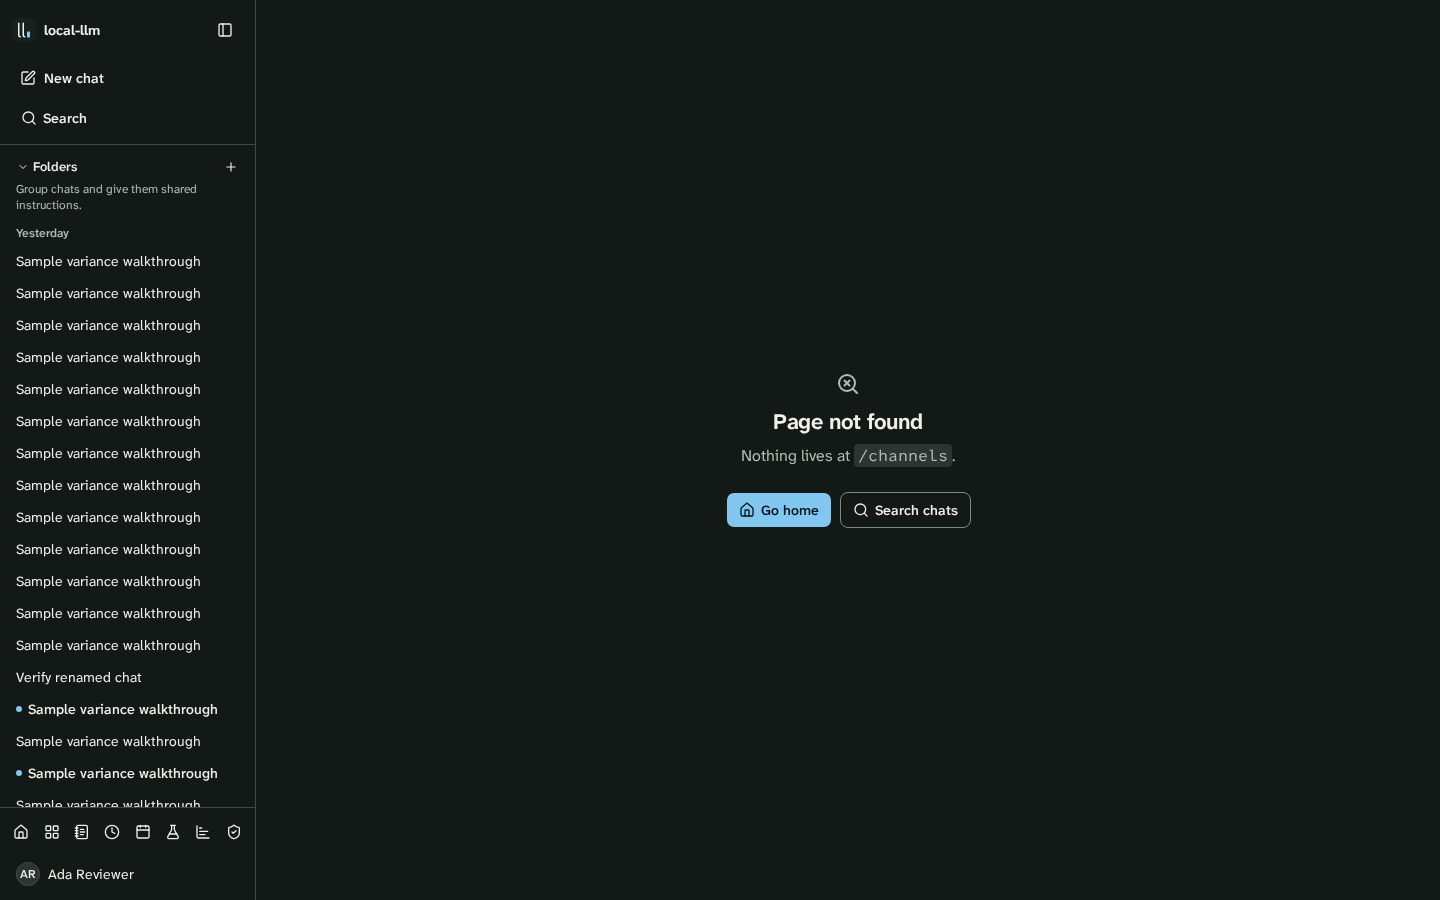 local-llm
New chat
Search
Folders
Group chats and give them shared
instructions.
Yesterday
Sample variance walkthrough
Sample variance walkthrough
Sample variance walkthrough
Sample variance walkthrough
Sample variance walkthrough
Sample variance walkthrough
Sample variance walkthrough
Sample variance walkthrough
Sample variance walkthrough
Sample variance walkthrough
Sample variance walkthrough
Sample variance walkthrough
Sample variance walkthrough
Verify renamed chat
Sample variance walkthrough
Sample variance walkthrough
Sample variance walkthrough
Sample variance walkthrough
AR Ada Reviewer
Page not found
Nothing lives at /channels.
Go home
Search chats